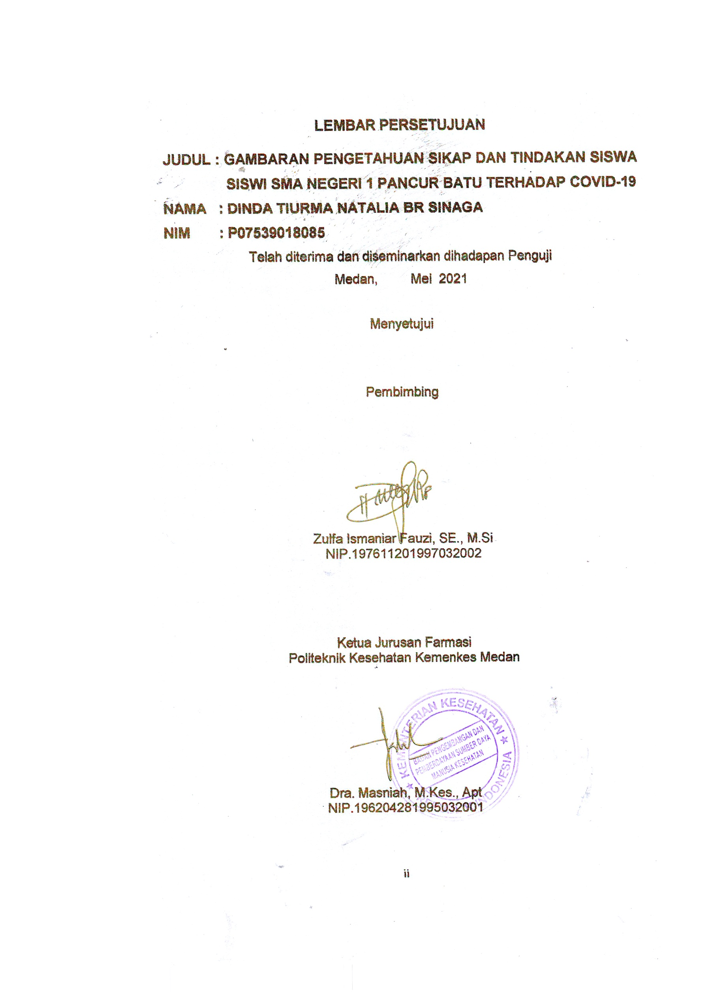 LEMBAR PERSETUJUAN
JUDUL : GAMBARAN PENGETAHUAN SIKAP DAN TINDAKAN SISWA
SISWI SMA NEGERI 1 PANCUR BATU TERHADAP COVID-19
NAMA : DINDA TIURMA NATALIA BR SINAGA
NIM : P07539018085
Telah diterima dan diseminarkan dihadapan Penguji
Medan, Mei 2021
Menyetujui
Pembimbing
Zulfa Ismaniar Fauzi, SE., M.Si
NIP.197611201997032002
Ketua Jurusan Farmasi
Politeknik Kesehatan Kemenkes Medan
KEMENTERIAN KESEHATAN
BADAN PENGEMBANGAN DAN
PEMBERDAYAAN SUMBER DAYA
MANUSIA KESEHATAN
INDONESIA
Dra. Masniah, M.Kes., Apt
NIP.196204281995032001
ii